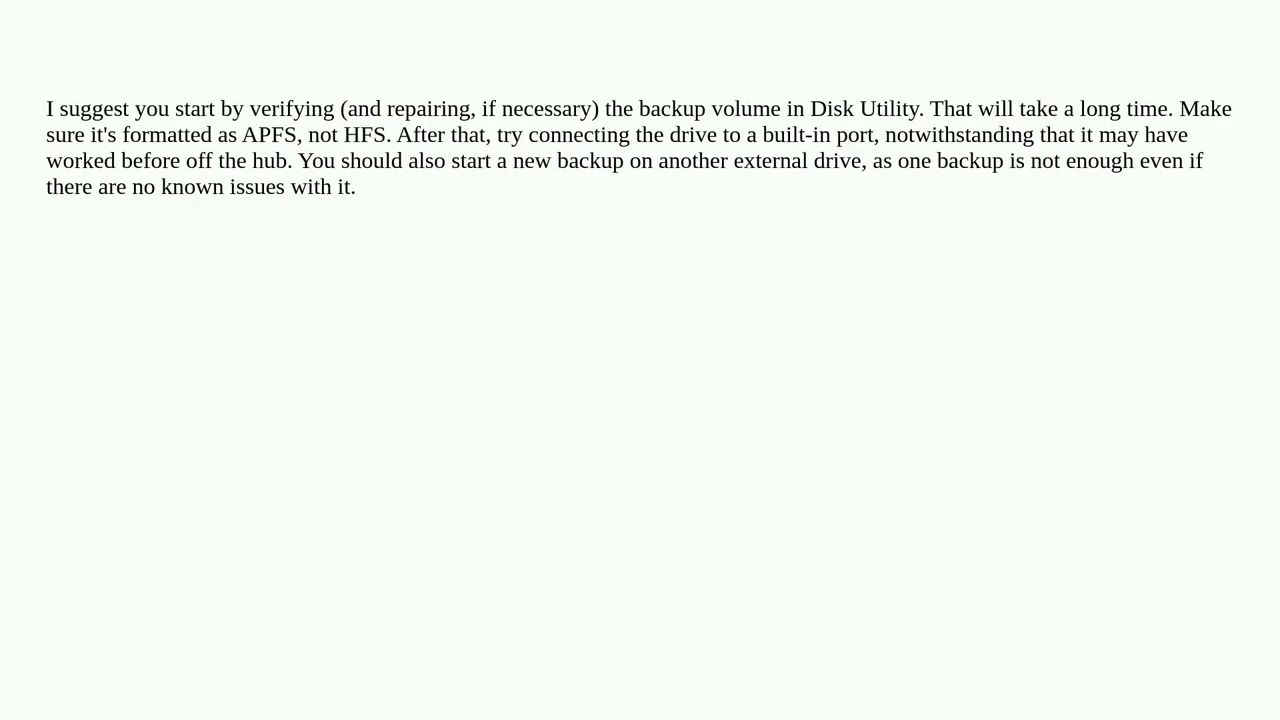 I suggest you start by verifying (and repairing, if necessary) the backup volume in Disk Utility. That will take a long time. Make
sure it's formatted as APFS, not HFS. After that, try connecting the drive to a built-in port, notwithstanding that it may have
worked before off the hub. You should also start a new backup on another external drive, as one backup is not enough even if
there are no known issues with it.